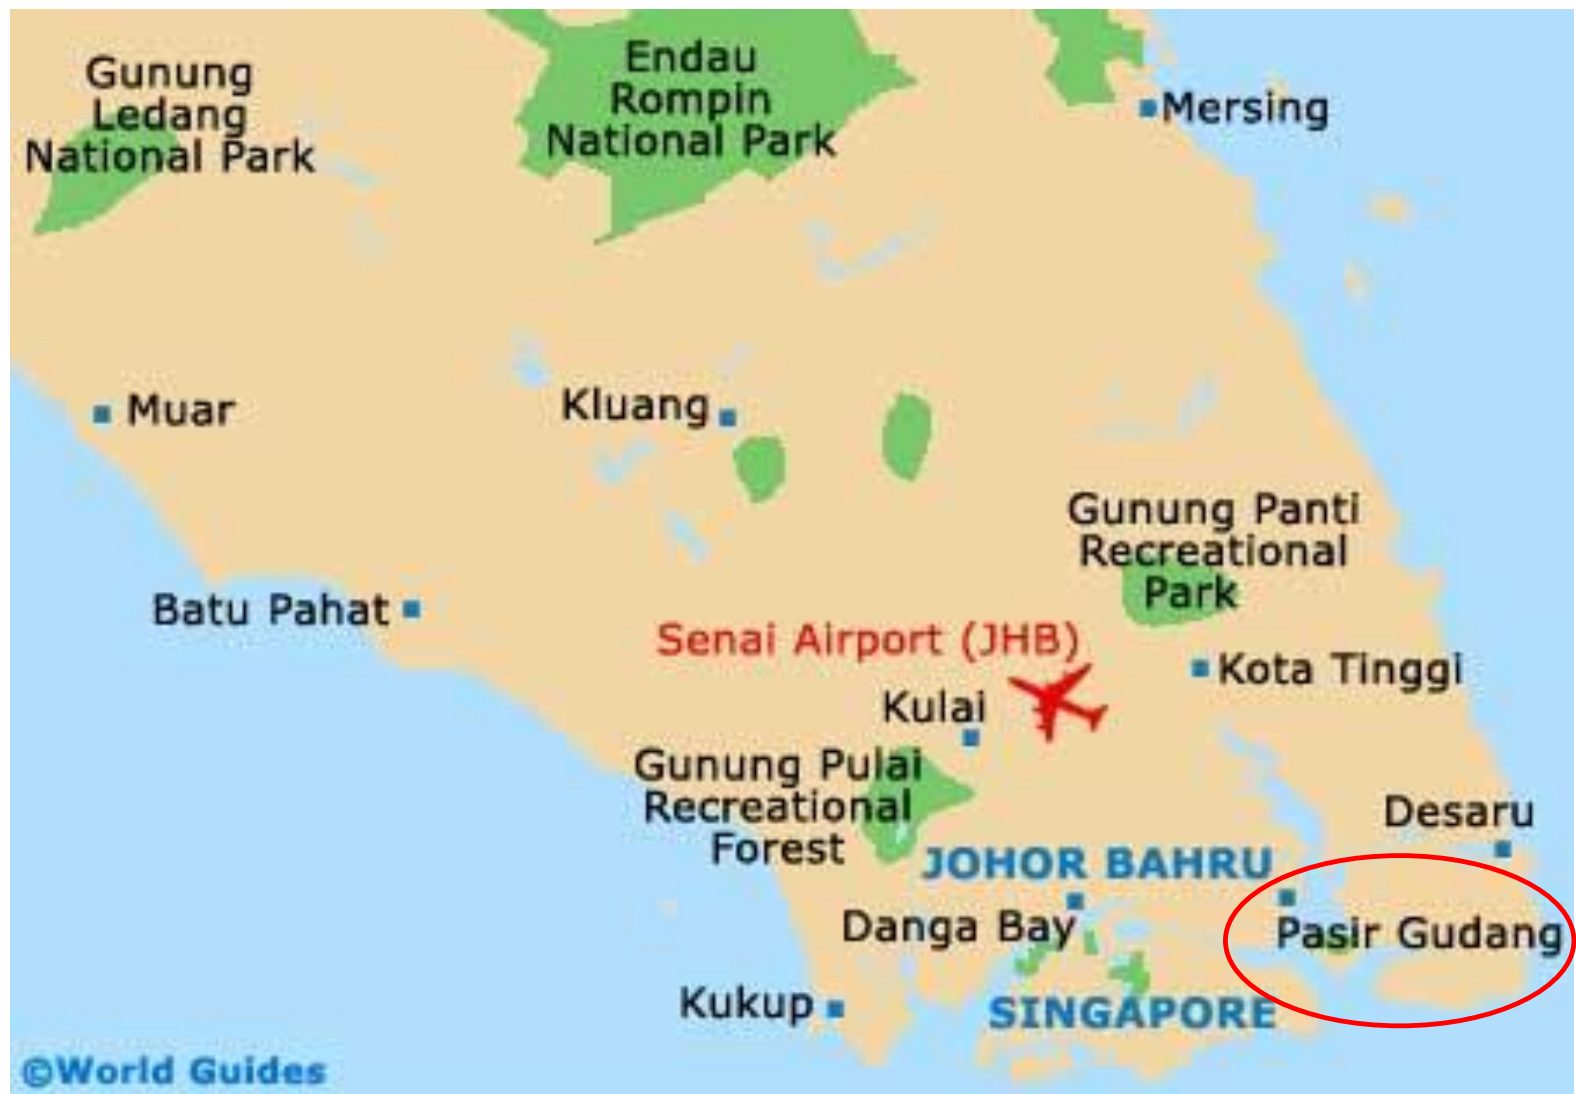 Gunung
Ledang
National Park
Endau
Rompin
National Park
Mersing
Muar
Kluang
Gunung Panti
Recreational
Park
Batu Pahat
Senai Airport (JHB)
Kota Tinggi
Kulai
Gunung Pulai
Recreational
Forest
Desaru
JOHOR BAHRU
Danga Bay
Pasir Gudang
Kukup
SINGAPORE
©World Guides